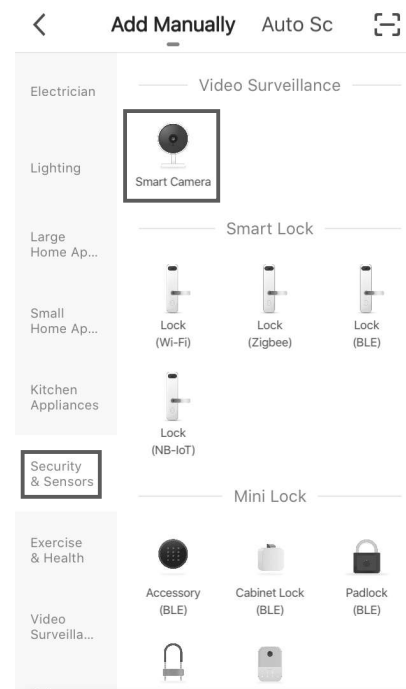 Add Manually Auto Sc
Electrician
Lighting
Large
Home Ap...
Small
Home Ap...
Kitchen
Appliances
Security
& Sensors
Exercise
& Health
Video
Surveilla...
Video Surveillance
Smart Camera
Smart Lock
Lock Lock Lock
(Wi-Fi) (Zigbee) (BLE)
Lock
(NB-IoT)
Mini Lock
Accessory Cabinet Lock Padlock
(BLE) (BLE) (BLE)